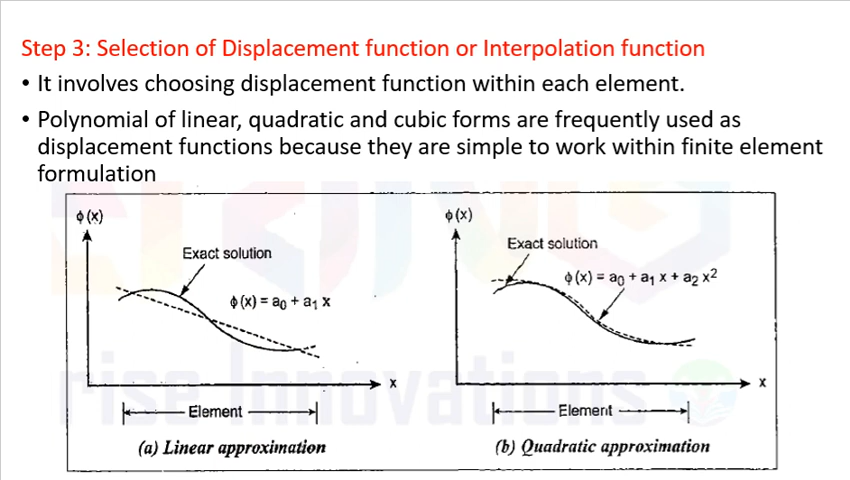 Step 3: Selection of Displacement function or Interpolation function
• It involves choosing displacement function within each element.
• Polynomial of linear, quadratic and cubic forms are frequently used as
displacement functions because they are simple to work within finite element
formulation
ϕ (x)
Exact solution
ϕ (x) = a₀ + a₁ x
x
Element
(a) Linear approximation
ϕ (x)
Exact solution
ϕ (x) = a₀ + a₁ x + a₂ x²
x
Element
(b) Quadratic approximation
rise Innovations